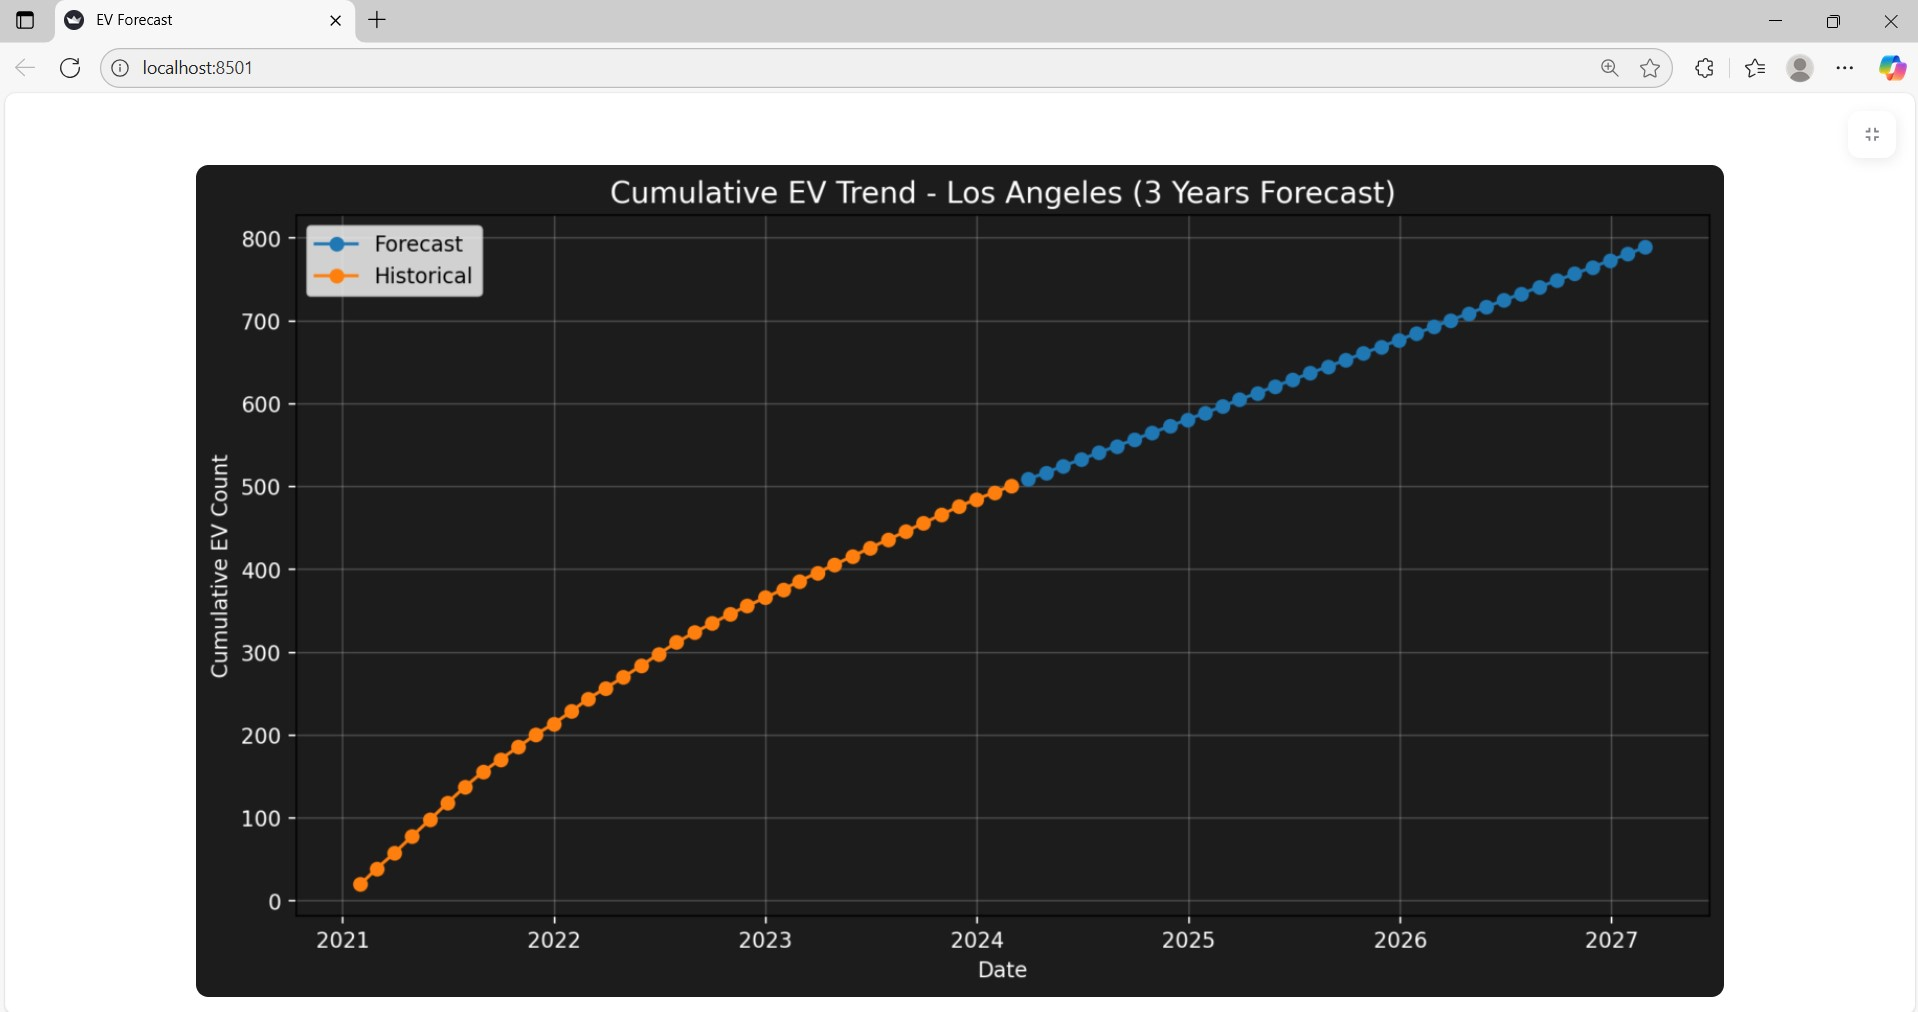 EV Forecast
localhost:8501
Cumulative EV Trend - Los Angeles (3 Years Forecast)
Forecast
Historical
800
700
600
500
400
300
200
100
0
Cumulative EV Count
2021 2022 2023 2024 2025 2026 2027
Date